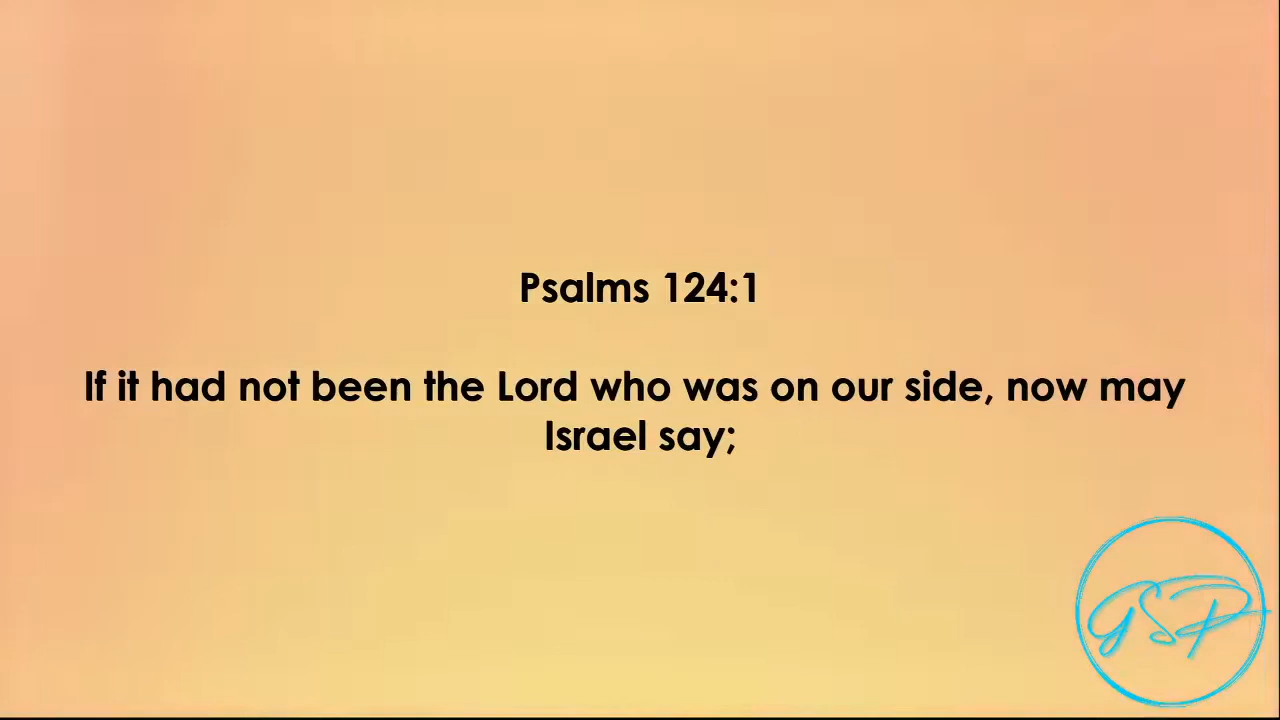 Psalms 124:1
If it had not been the Lord who was on our side, now may
Israel say;
GSP